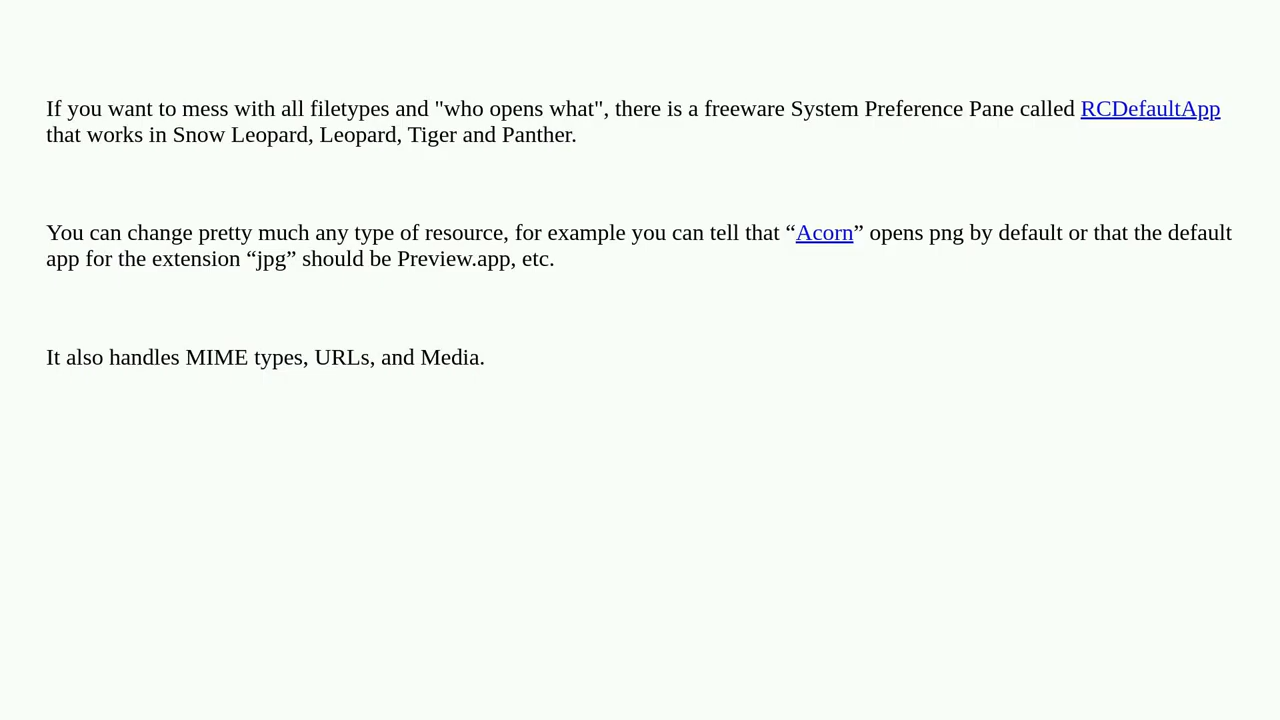 If you want to mess with all filetypes and "who opens what", there is a freeware System Preference Pane called RCDefaultApp
that works in Snow Leopard, Leopard, Tiger and Panther.
You can change pretty much any type of resource, for example you can tell that “Acorn” opens png by default or that the default
app for the extension “jpg” should be Preview.app, etc.
It also handles MIME types, URLs, and Media.